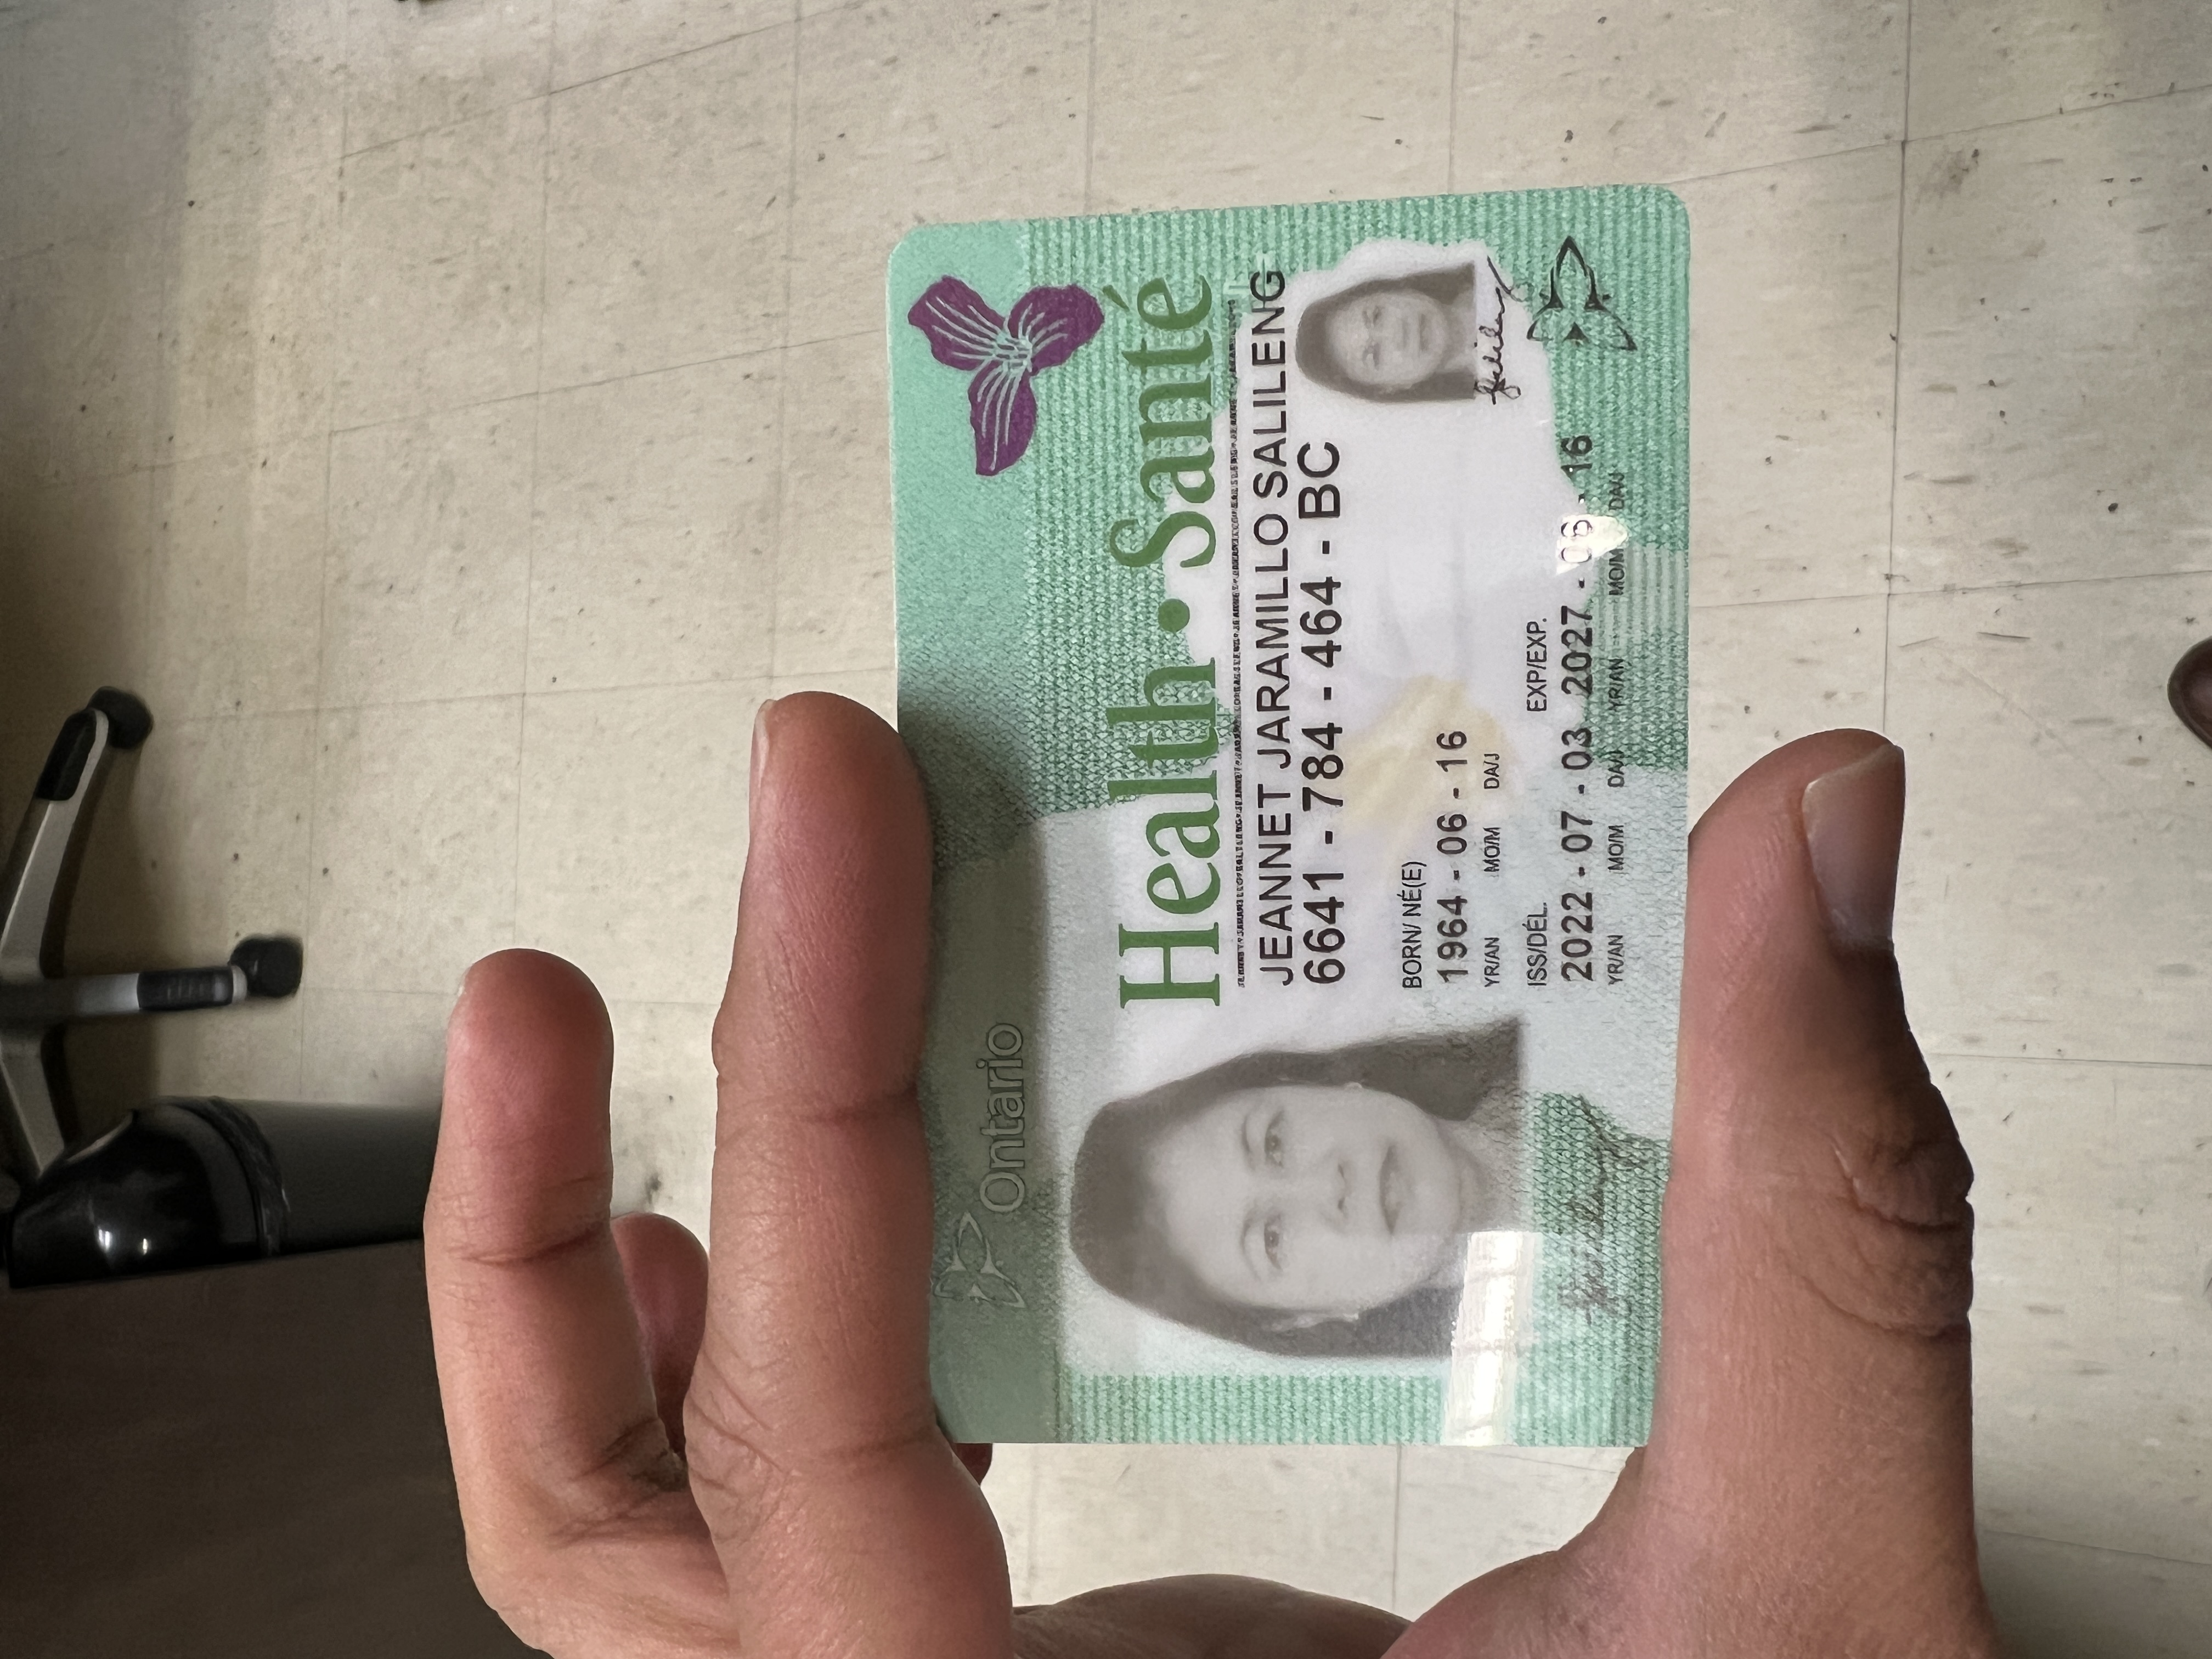 Ontario
Health • Santé
JEANNET JARAMILLO SALILENG
6641 - 784 - 464 - BC
BORN/ NÉ(E)
1964 - 06 - 16
YR/AN MO/M DA/J
ISS/DÉL. EXP/EXP.
2022 - 07 - 03 2027 - 06 - 16
YR/AN MO/M DA/J YR/AN MO/M DA/J